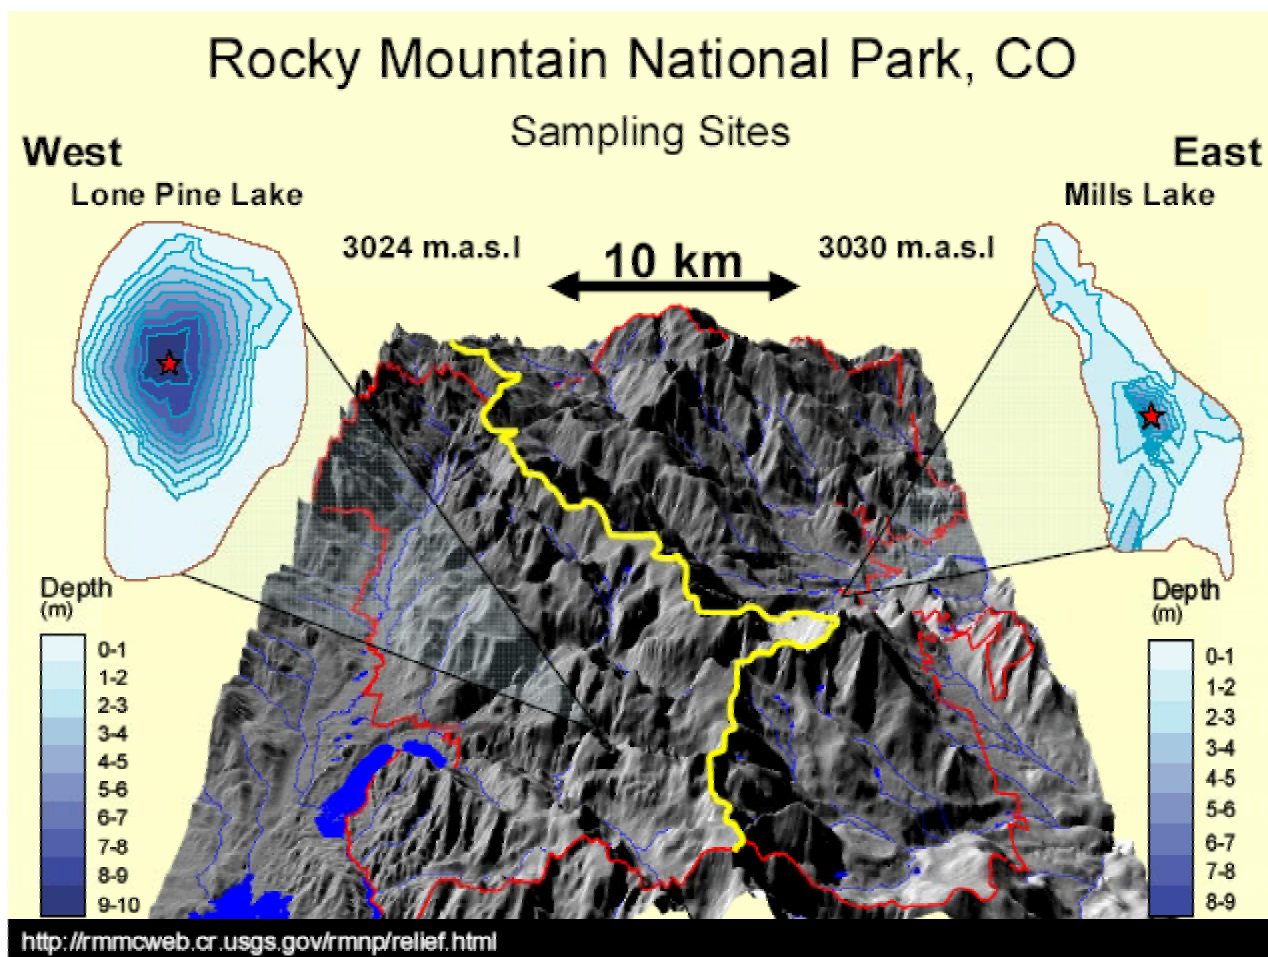 Rocky Mountain National Park, CO
Sampling Sites
West
East
Lone Pine Lake
Mills Lake
3024 m.a.s.l
10 km
3030 m.a.s.l
Depth
(m)
0-1
1-2
2-3
3-4
4-5
5-6
6-7
7-8
8-9
9-10
Depth
(m)
0-1
1-2
2-3
3-4
4-5
5-6
6-7
7-8
8-9
http://rmmcweb.cr.usgs.gov/rmnp/relief.html